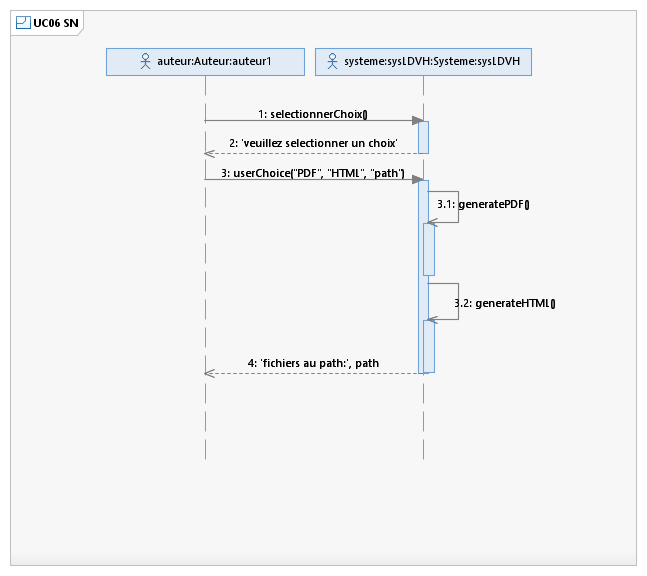 UC06 SN
auteur:Auteur:auteur1
systeme:sysLDVH:Systeme:sysLDVH
1: selectionnerChoix()
2: 'veuillez selectionner un choix'
3: userChoice("PDF", "HTML", "path")
3.1: generatePDF()
3.2: generateHTML()
4: 'fichiers au path:', path